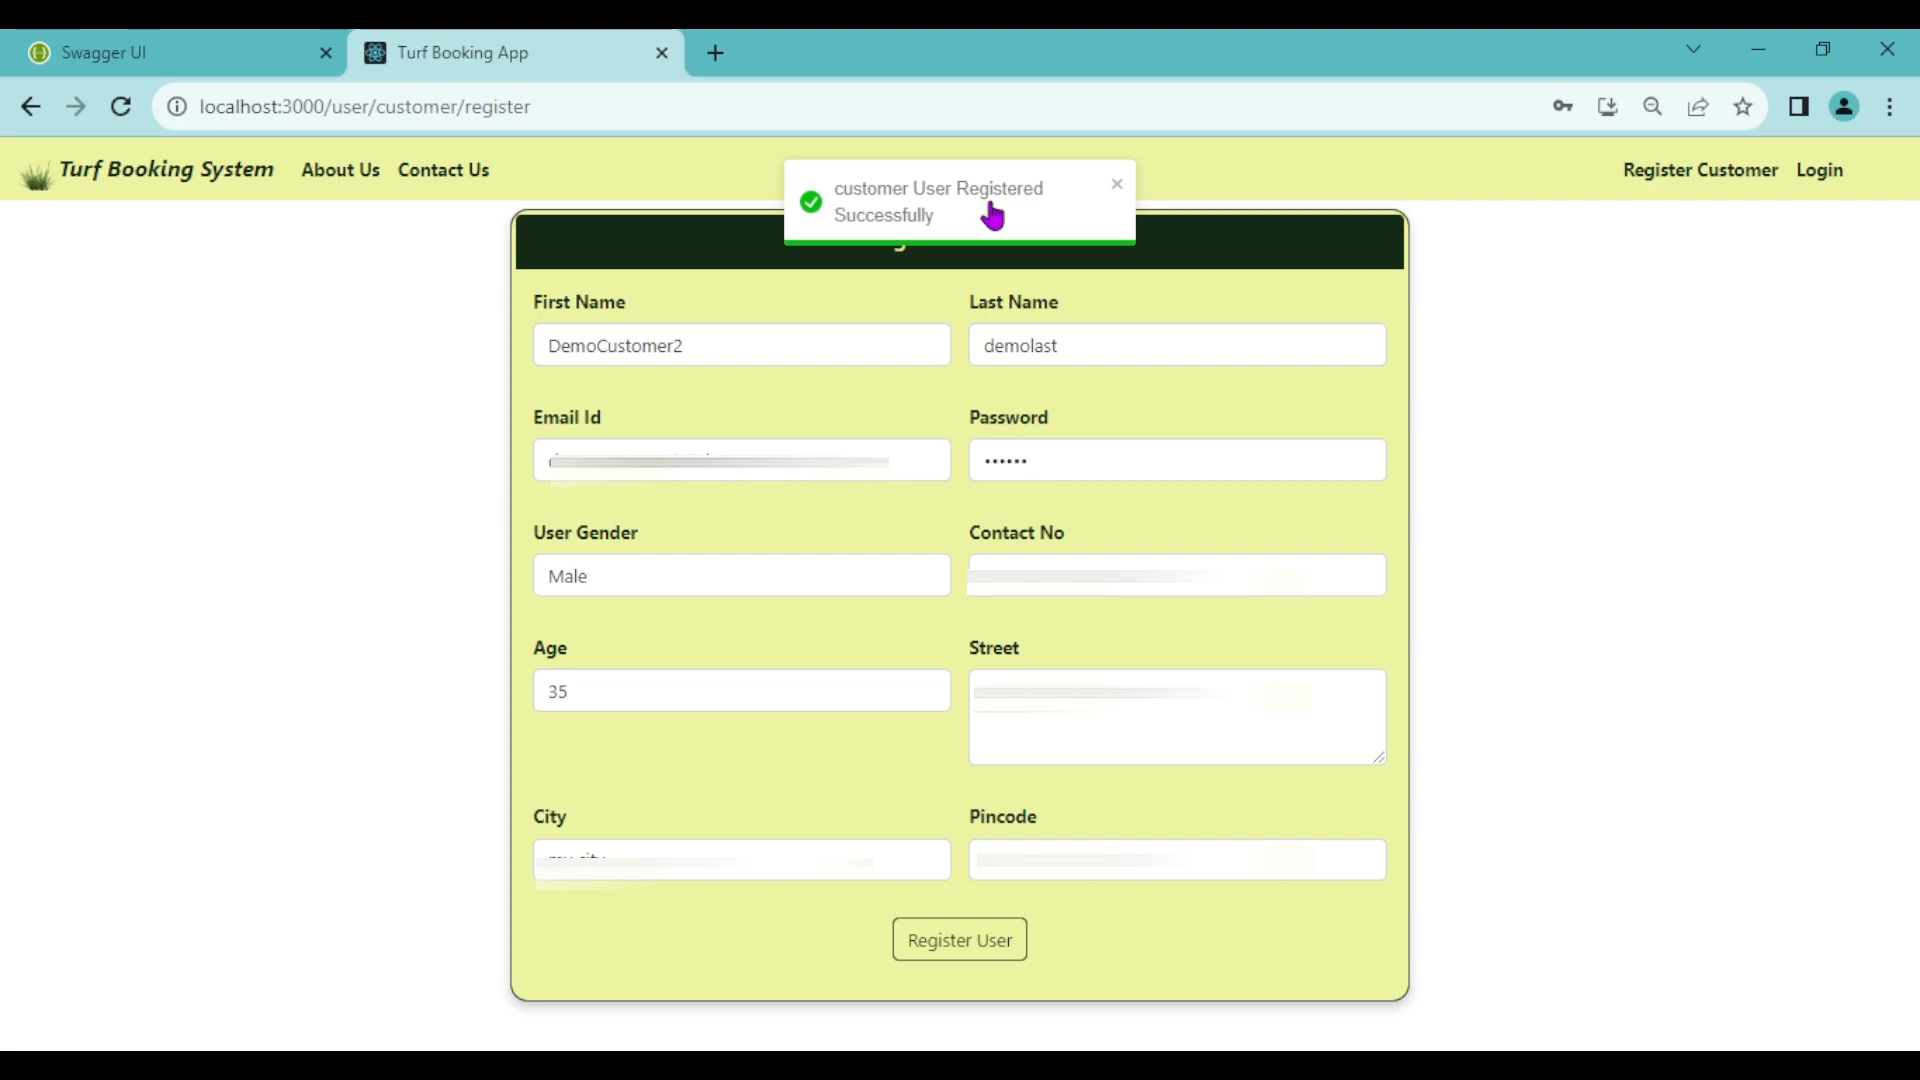 Swagger UI
Turf Booking App
localhost:3000/user/customer/register
Turf Booking System About Us Contact Us
Register Customer Login
customer User Registered
Successfully
First Name
Last Name
DemoCustomer2
demolast
Email Id
Password
••••••
User Gender
Contact No
Male
Age
Street
35
City
Pincode
Register User